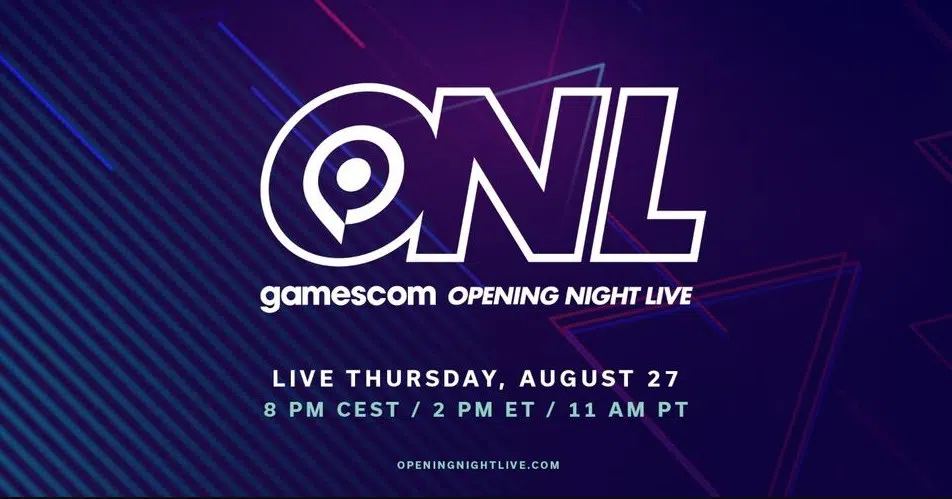 ONL
gamescom OPENING NIGHT LIVE
LIVE THURSDAY, AUGUST 27
8 PM CEST / 2 PM ET / 11 AM PT
OPENINGNIGHTLIVE.COM